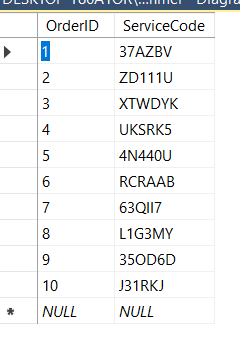 OrderID ServiceCode
1 37AZBV
2 ZD111U
3 XTWDYK
4 UKSRK5
5 4N440U
6 RCRAAB
7 63QII7
8 L1G3MY
9 35OD6D
10 J31RKJ
NULL NULL